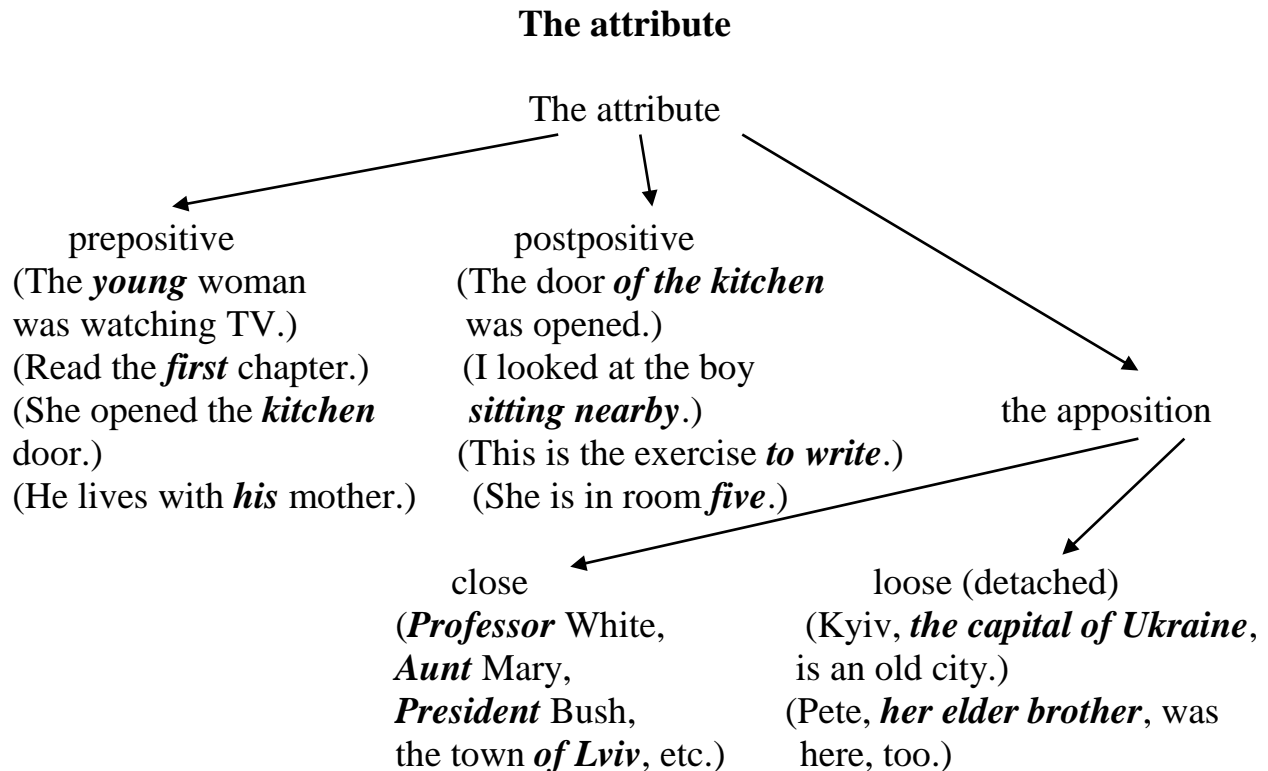 The attribute
The attribute
prepositive
(The young woman
was watching TV.)
(Read the first chapter.)
(She opened the kitchen
door.)
(He lives with his mother.)
postpositive
(The door of the kitchen
was opened.)
(I looked at the boy
sitting nearby.)
(This is the exercise to write.)
(She is in room five.)
the apposition
close
(Professor White,
Aunt Mary,
President Bush,
the town of Lviv, etc.)
loose (detached)
(Kyiv, the capital of Ukraine,
is an old city.)
(Pete, her elder brother, was
here, too.)